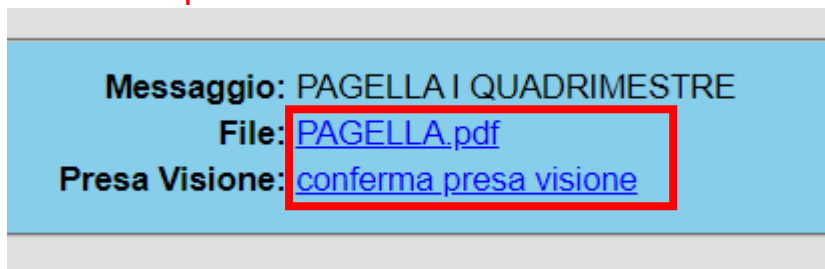 Messaggio: PAGELLA I QUADRIMESTRE
File: PAGELLA.pdf
Presa Visione: conferma presa visione